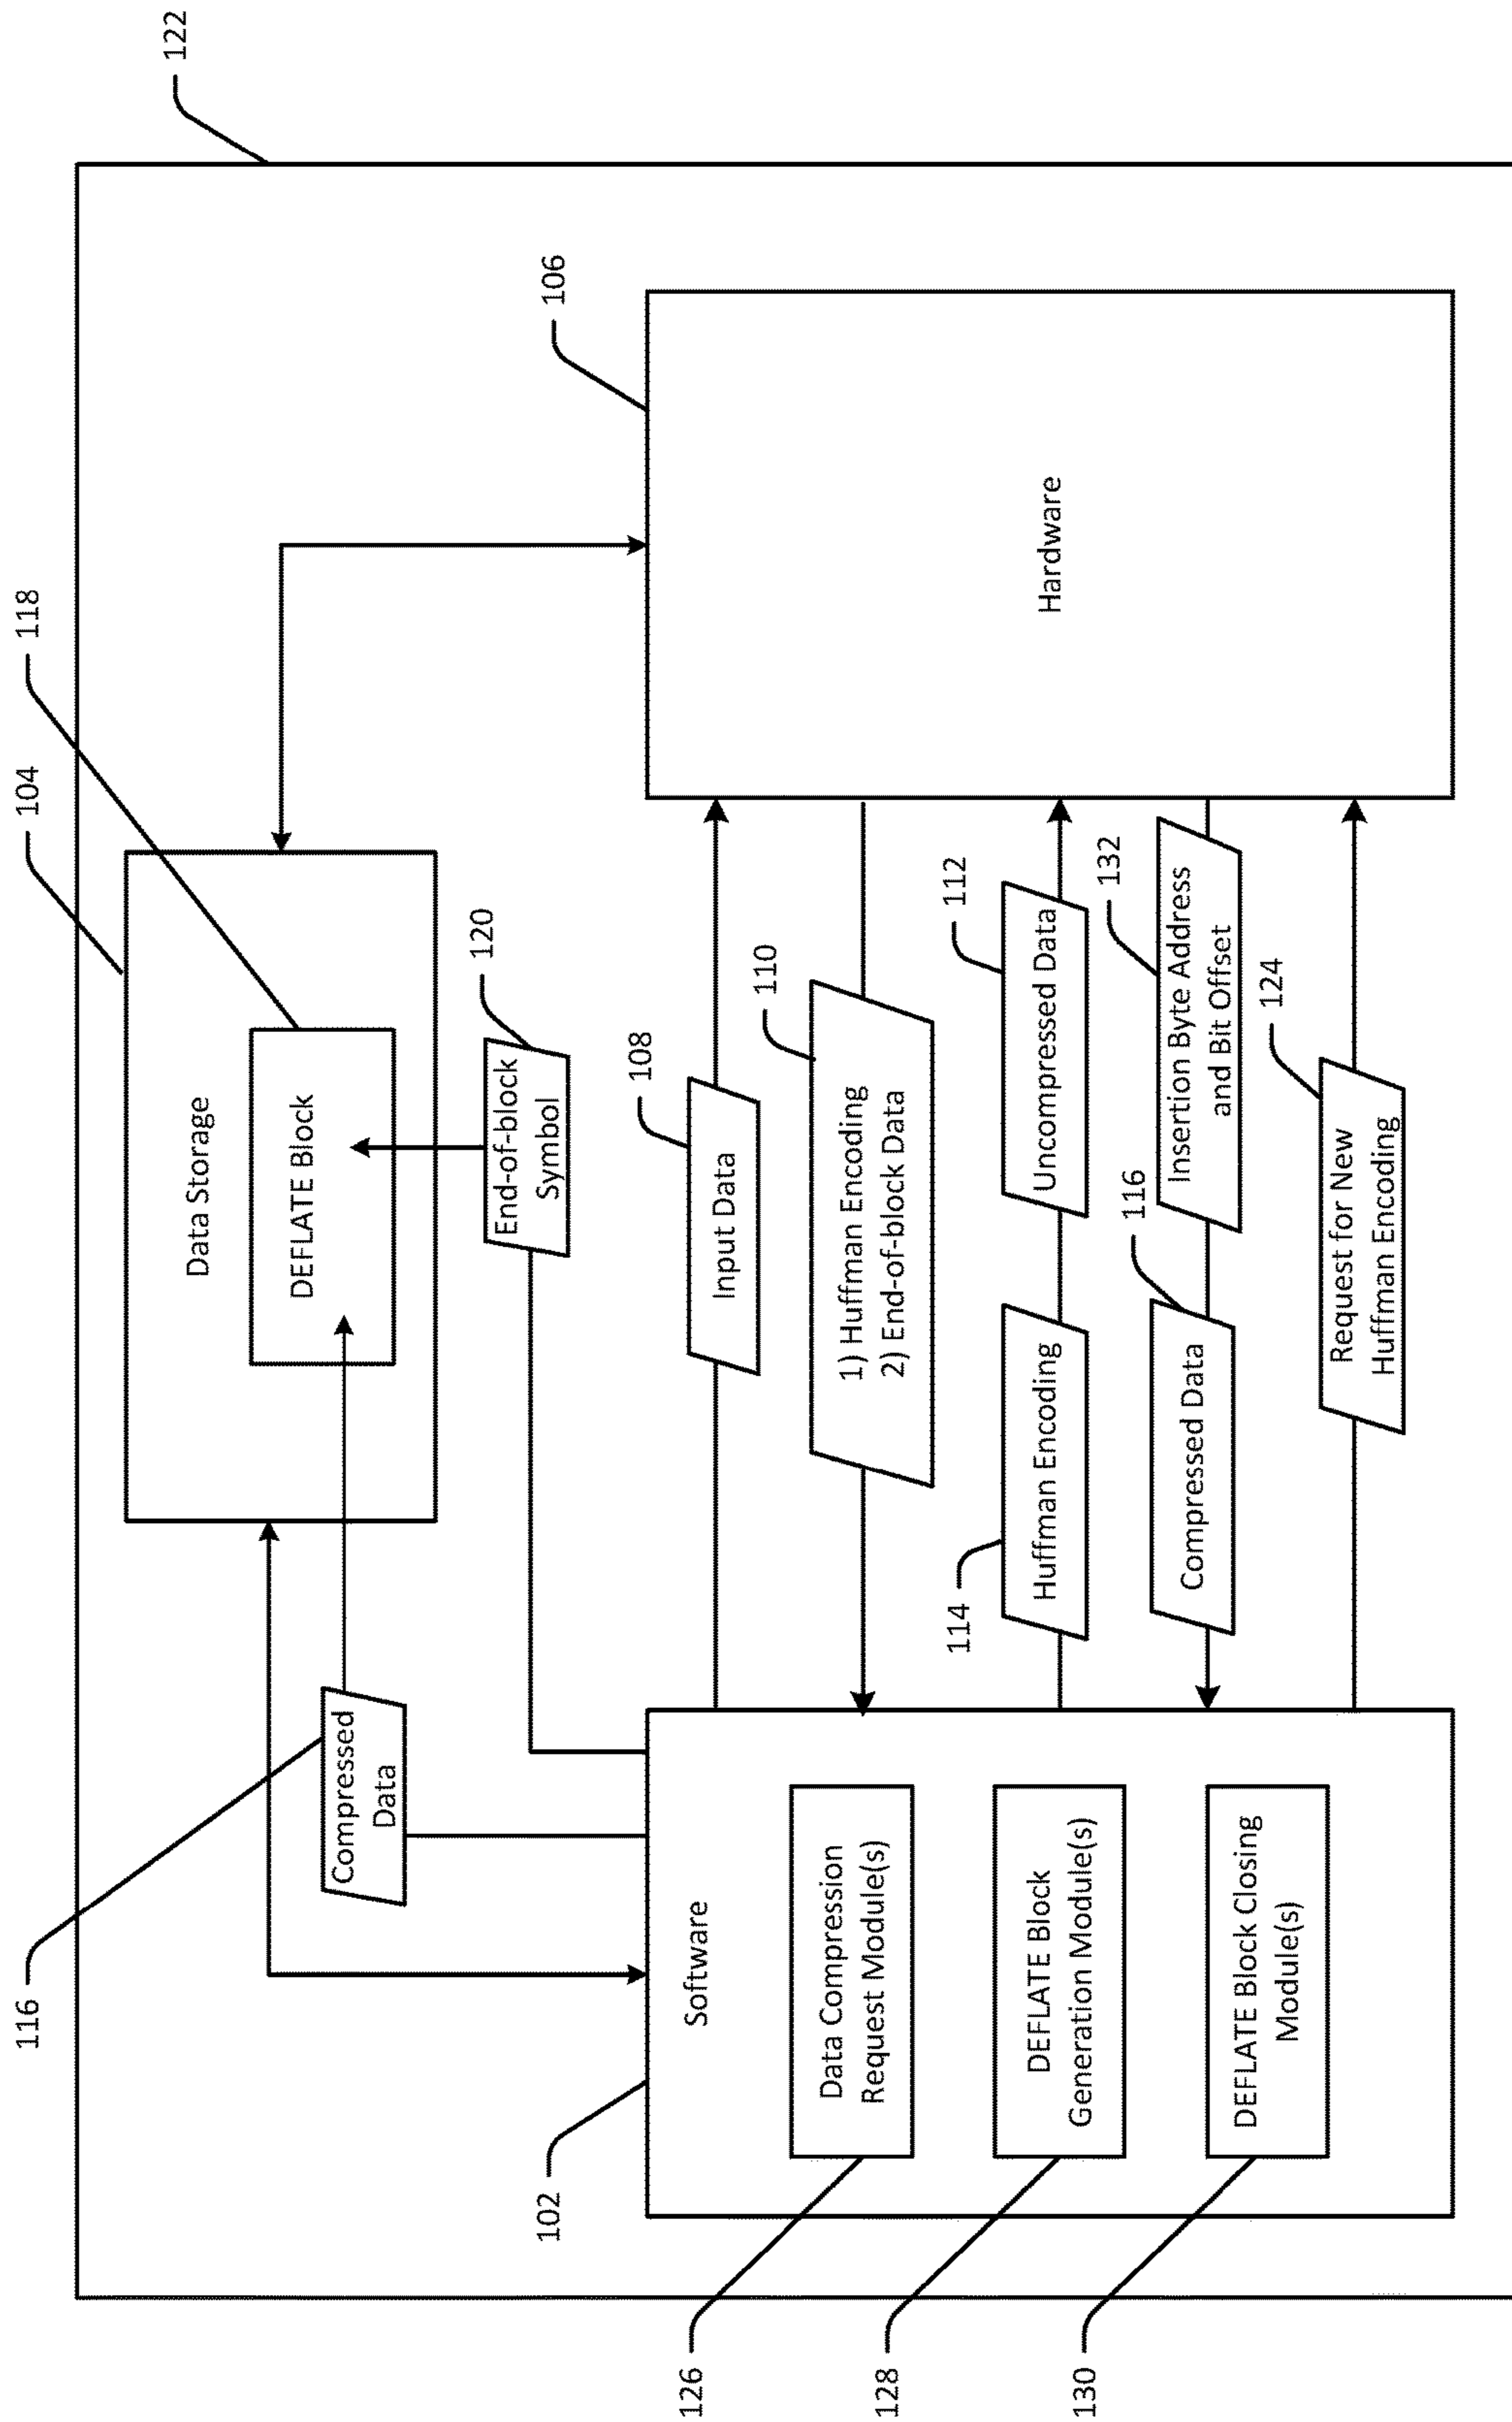 122
118
104
106
116
Data Storage
DEFLATE Block
Compressed
Data
End-of-block
Symbol
120
102
Software
Data Compression
Request Module(s)
DEFLATE Block
Generation Module(s)
DEFLATE Block Closing
Module(s)
126
128
130
Input Data
108
1) Huffman Encoding
2) End-of-block Data
110
Huffman Encoding
114
Uncompressed Data
112
Compressed Data
116
Insertion Byte Address
and Bit Offset
132
Request for New
Huffman Encoding
124
Hardware